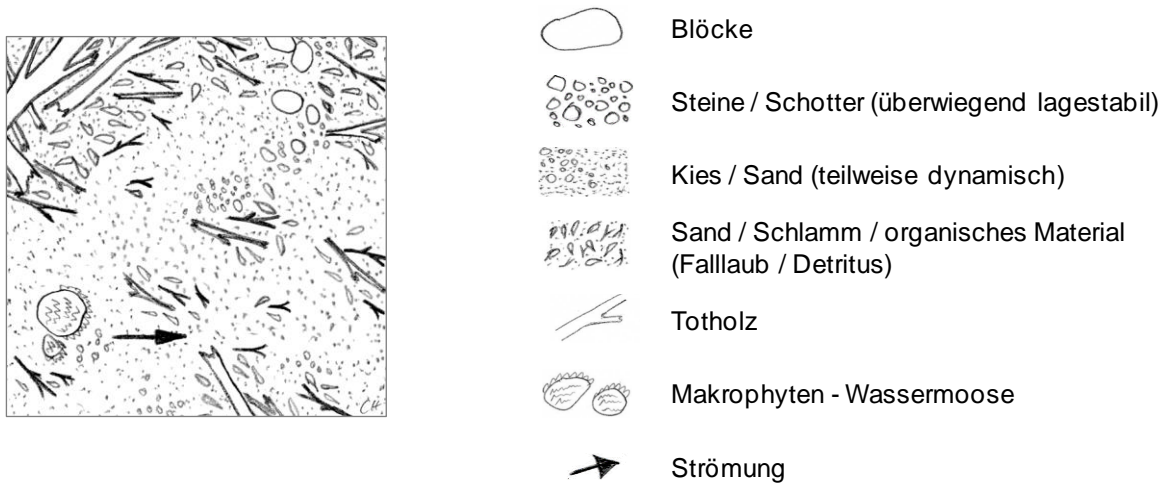 Blöcke
Steine / Schotter (überwiegend lagestabil)
Kies / Sand (teilweise dynamisch)
Sand / Schlamm / organisches Material
(Falllaub / Detritus)
Totholz
Makrophyten - Wassermoose
Strömung
CH